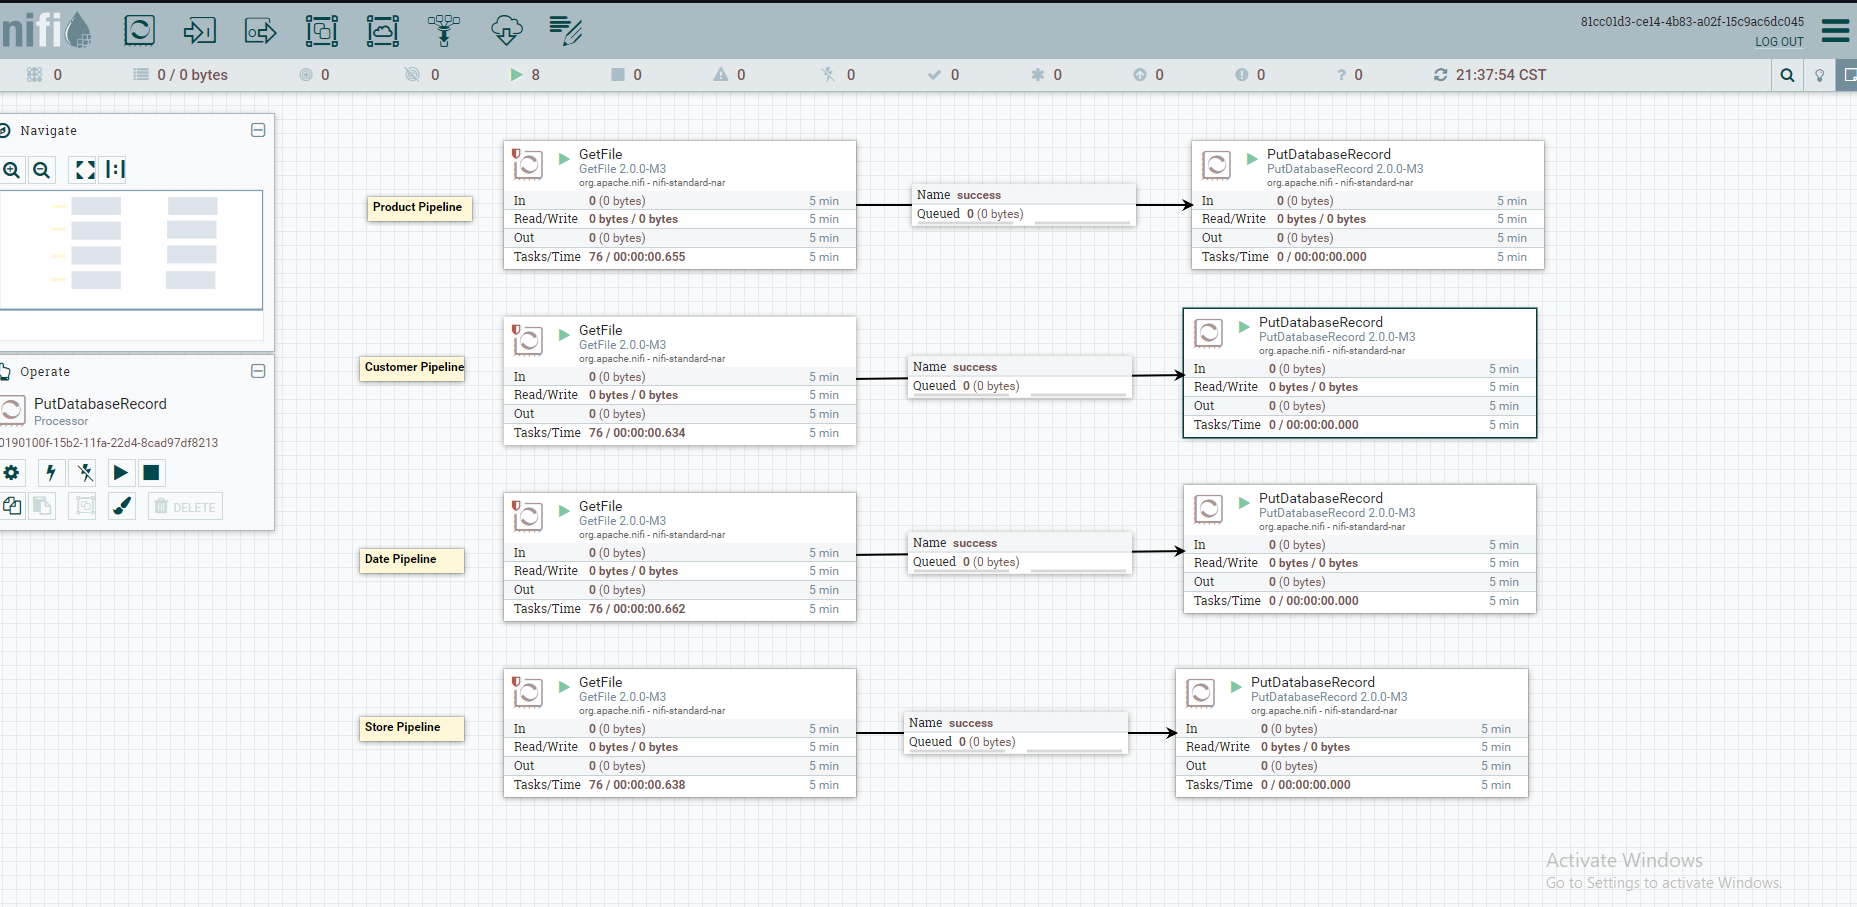 nifi
81cc01d3-ce14-4b83-a02f-15c9ac6dc045
LOG OUT
0
0 / 0 bytes
0
0
8
0
0
0
0
0
0
0
? 0
21:37:54 CST
Navigate
Operate
PutDatabaseRecord
Processor
0190100f-15b2-11fa-22d4-8cad97df8213
DELETE
Product Pipeline
GetFile
GetFile 2.0.0-M3
org.apache.nifi - nifi-standard-nar
In 0 (0 bytes) 5 min
Read/Write 0 bytes / 0 bytes 5 min
Out 0 (0 bytes) 5 min
Tasks/Time 76 / 00:00:00.655 5 min
Name success
Queued 0 (0 bytes)
PutDatabaseRecord
PutDatabaseRecord 2.0.0-M3
org.apache.nifi - nifi-standard-nar
In 0 (0 bytes) 5 min
Read/Write 0 bytes / 0 bytes 5 min
Out 0 (0 bytes) 5 min
Tasks/Time 0 / 00:00:00.000 5 min
Customer Pipeline
GetFile
GetFile 2.0.0-M3
org.apache.nifi - nifi-standard-nar
In 0 (0 bytes) 5 min
Read/Write 0 bytes / 0 bytes 5 min
Out 0 (0 bytes) 5 min
Tasks/Time 76 / 00:00:00.634 5 min
Name success
Queued 0 (0 bytes)
PutDatabaseRecord
PutDatabaseRecord 2.0.0-M3
org.apache.nifi - nifi-standard-nar
In 0 (0 bytes) 5 min
Read/Write 0 bytes / 0 bytes 5 min
Out 0 (0 bytes) 5 min
Tasks/Time 0 / 00:00:00.000 5 min
Date Pipeline
GetFile
GetFile 2.0.0-M3
org.apache.nifi - nifi-standard-nar
In 0 (0 bytes) 5 min
Read/Write 0 bytes / 0 bytes 5 min
Out 0 (0 bytes) 5 min
Tasks/Time 76 / 00:00:00.662 5 min
Name success
Queued 0 (0 bytes)
PutDatabaseRecord
PutDatabaseRecord 2.0.0-M3
org.apache.nifi - nifi-standard-nar
In 0 (0 bytes) 5 min
Read/Write 0 bytes / 0 bytes 5 min
Out 0 (0 bytes) 5 min
Tasks/Time 0 / 00:00:00.000 5 min
Store Pipeline
GetFile
GetFile 2.0.0-M3
org.apache.nifi - nifi-standard-nar
In 0 (0 bytes) 5 min
Read/Write 0 bytes / 0 bytes 5 min
Out 0 (0 bytes) 5 min
Tasks/Time 76 / 00:00:00.638 5 min
Name success
Queued 0 (0 bytes)
PutDatabaseRecord
PutDatabaseRecord 2.0.0-M3
org.apache.nifi - nifi-standard-nar
In 0 (0 bytes) 5 min
Read/Write 0 bytes / 0 bytes 5 min
Out 0 (0 bytes) 5 min
Tasks/Time 0 / 00:00:00.000 5 min
Activate Windows
Go to Settings to activate Windows.